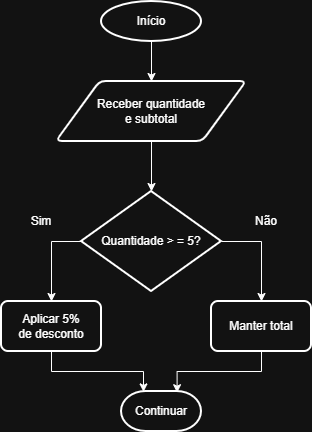 Início
Receber quantidade
e subtotal
Sim
Não
Quantidade > = 5?
Aplicar 5%
de desconto
Manter total
Continuar